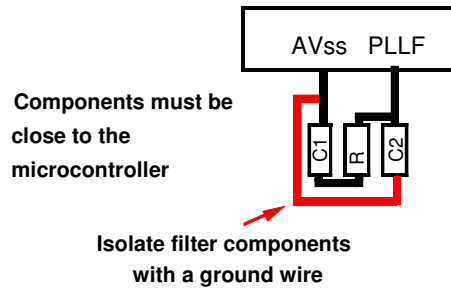 AVss PLLF
Components must be
close to the
microcontroller
C1
R
C2
Isolate filter components
with a ground wire